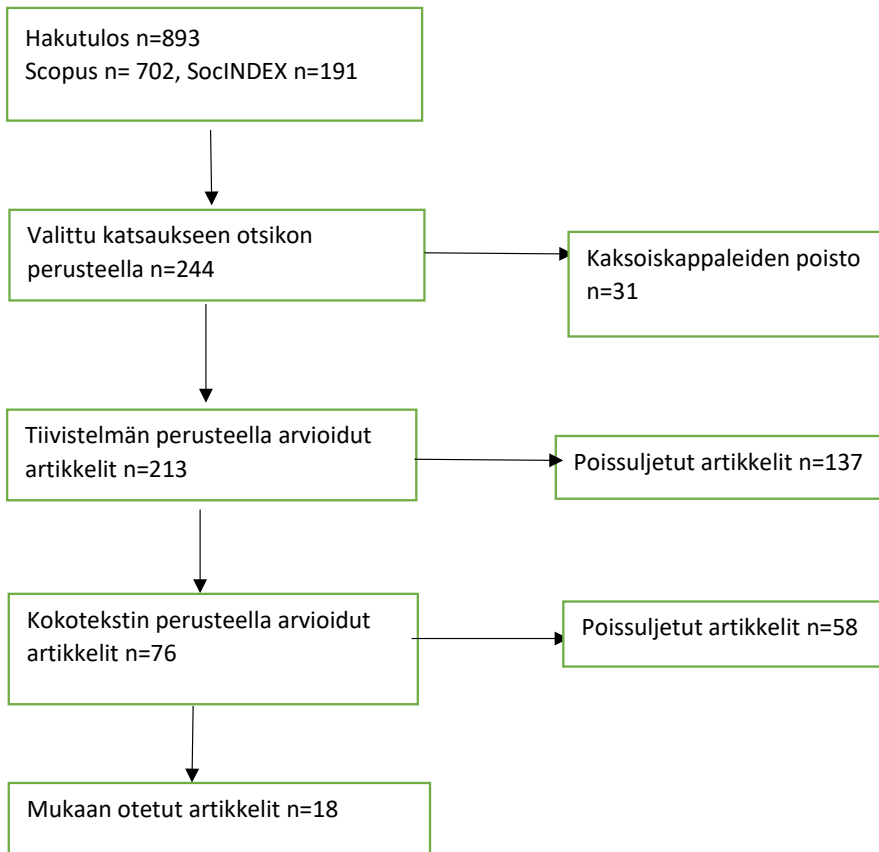 Hakutulos n=893
Scopus n= 702, SocINDEX n=191
Valittu katsaukseen otsikon
perusteella n=244
Kaksoiskappaleiden poisto
n=31
Tiivistelmän perusteella arvioidut
artikkelit n=213
Poissuljetut artikkelit n=137
Kokotekstin perusteella arvioidut
artikkelit n=76
Poissuljetut artikkelit n=58
Mukaan otetut artikkelit n=18